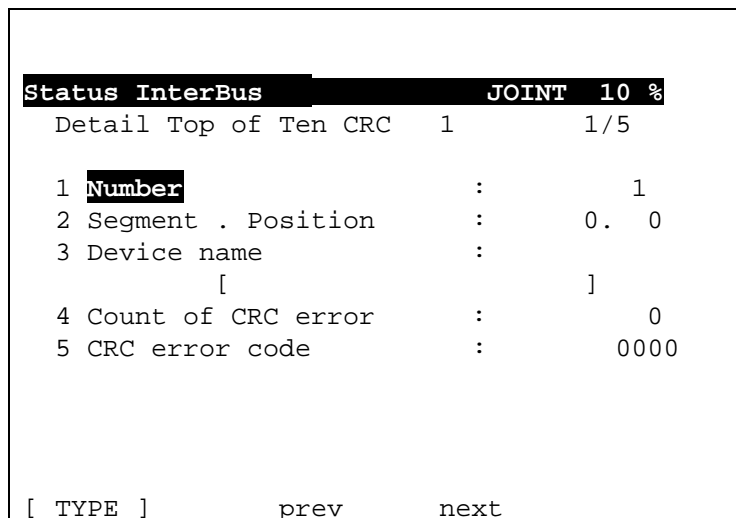 Status InterBus JOINT 10 %
Detail Top of Ten CRC 1 1/5
1 Number : 1
2 Segment . Position : 0. 0
3 Device name :
[ ]
4 Count of CRC error : 0
5 CRC error code : 0000
[ TYPE ] prev next